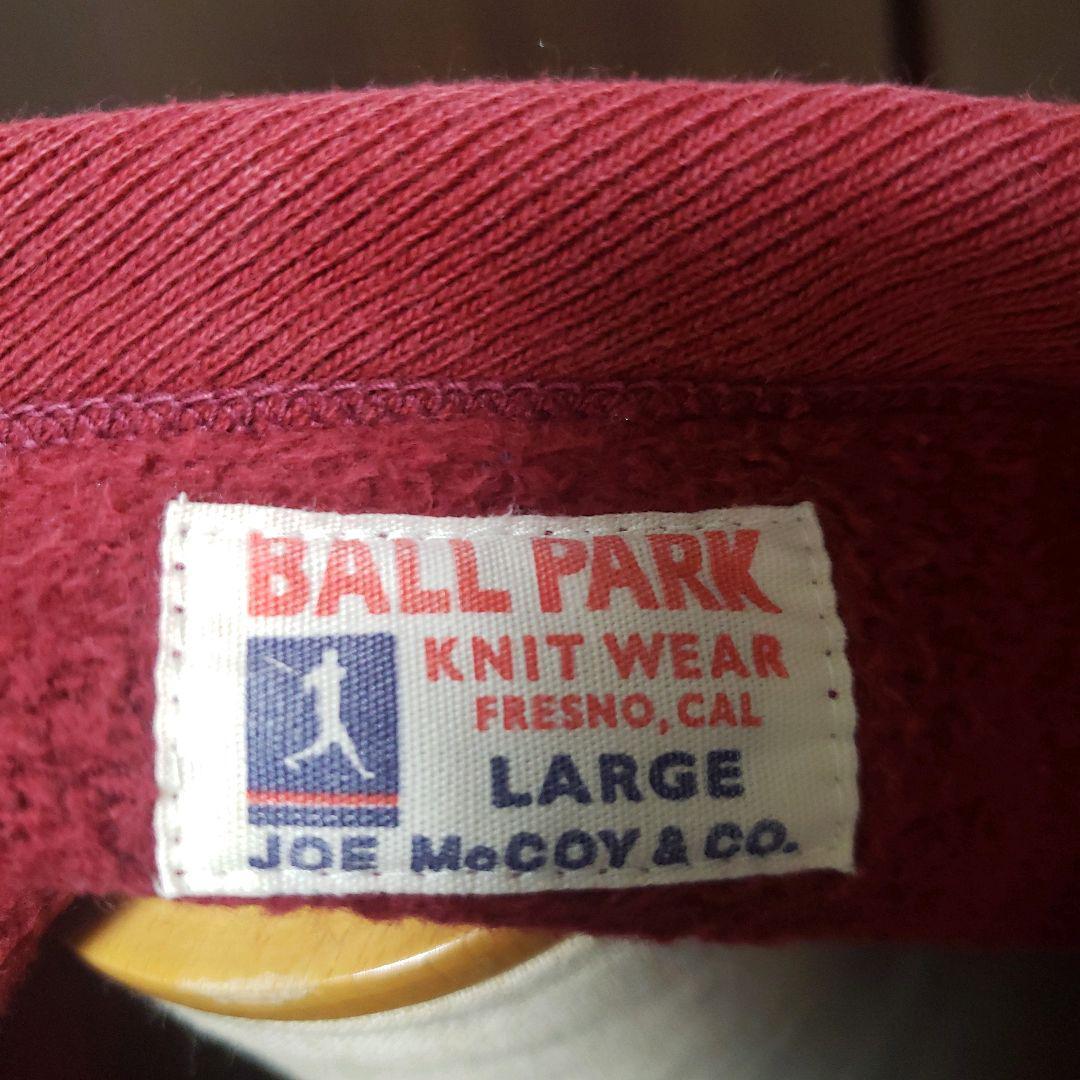 BALL PARK
KNIT WEAR
FRESNO, CAL
LARGE
JOE McCOY & CO.